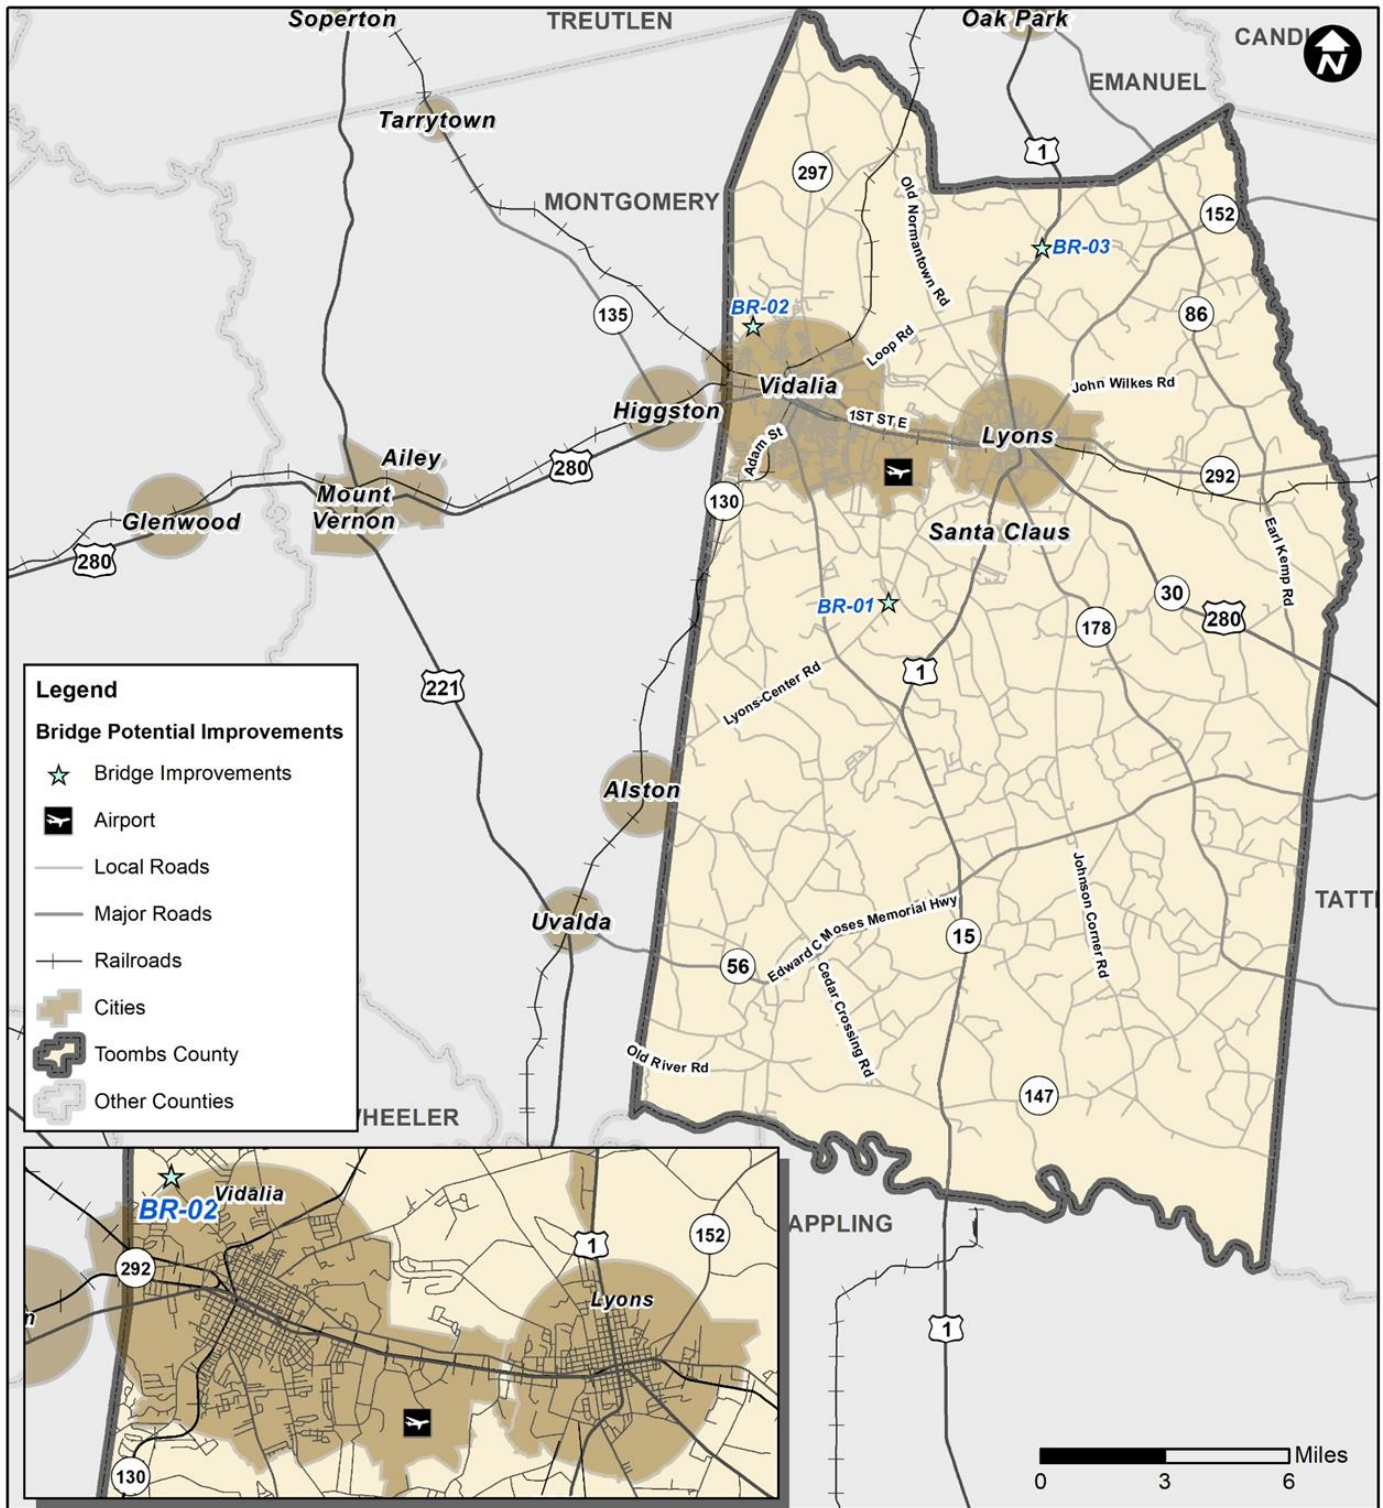 Soperton
TREUTLEN
Oak Park
CANDL
N
EMANUEL
Tarrytown
1
297
MONTGOMERY
Old Normantown Rd
152
BR-03
BR-02
135
86
Loop Rd
Vidalia
John Wilkes Rd
Higgston
1ST ST E
Lyons
Adam St
Ailey
280
292
Mount
Vernon
130
Glenwood
Santa Claus
280
Earl Kemp Rd
30
BR-01
280
178
1
221
Lyons-Center Rd
Alston
Johnson Corner Rd
TATT
Uvalda
Edward C Moses Memorial Hwy
15
56
Cedar Crossing Rd
Old River Rd
147
HEELER
APPLING
1
Legend
Bridge Potential Improvements
Bridge Improvements
Airport
Local Roads
Major Roads
Railroads
Cities
Toombs County
Other Counties
BR-02
Vidalia
152
1
292
Lyons
n
130
Miles
0 3 6